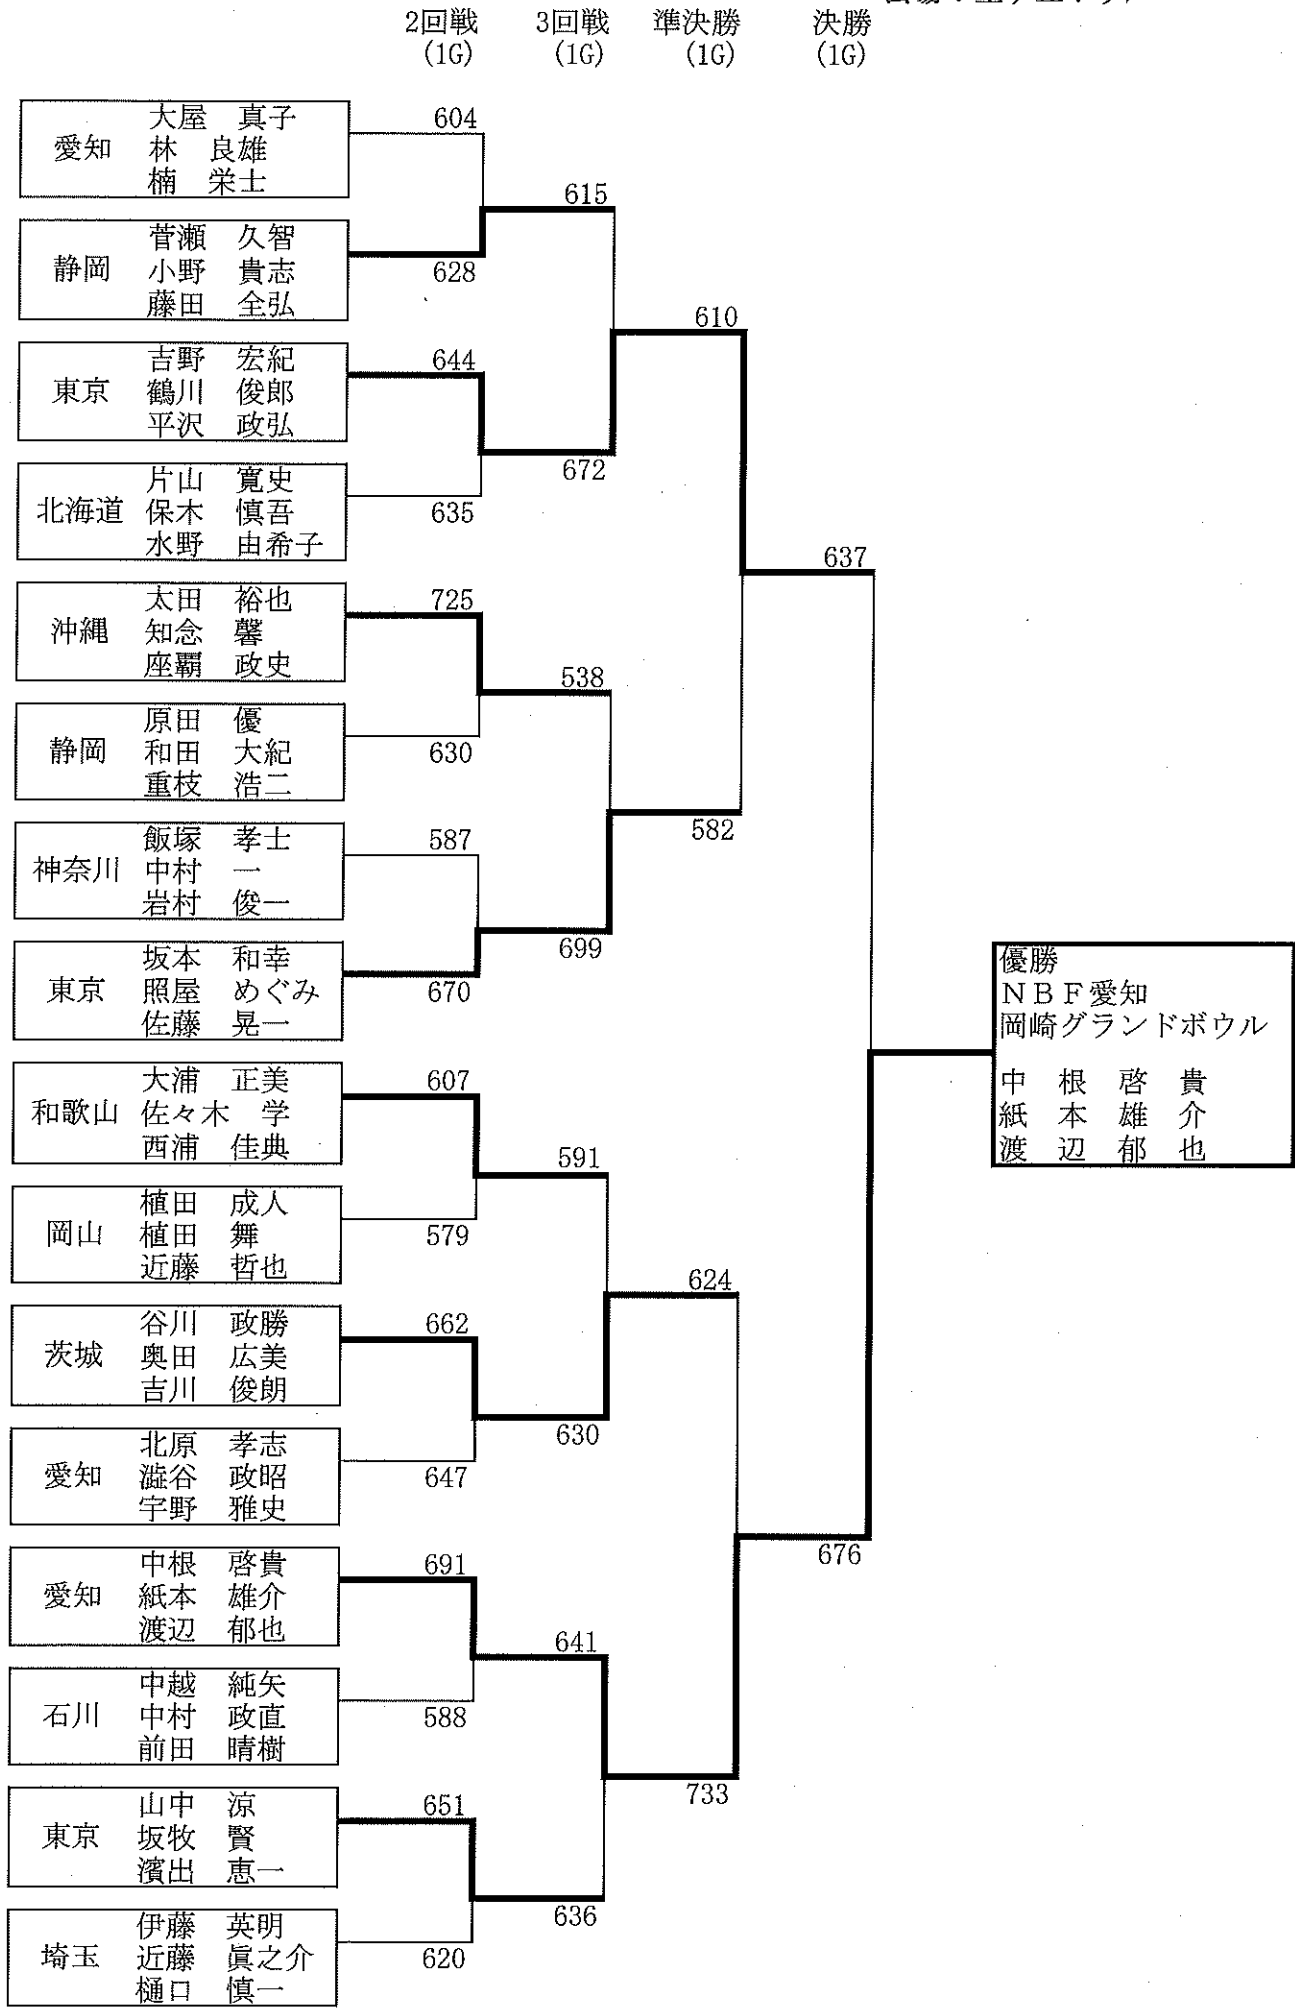 2回戦　3回戦　準決勝　決勝
(1G)　(1G)　(1G)　(1G)
大屋　真子
愛知　林　良雄
楠　栄士
604
615
菅瀬　久智
静岡　小野　貴志
藤田　全弘
628
610
吉野　宏紀
東京　鶴川　俊郎
平沢　政弘
644
672
片山　寛史
北海道　保木　慎吾
水野　由希子
635
637
太田　裕也
沖縄　知念　馨
座覇　政史
725
538
原田　優
静岡　和田　大紀
重枝　浩二
630
582
飯塚　孝士
神奈川　中村　一
岩村　俊一
587
699
坂本　和幸
東京　照屋　めぐみ
佐藤　晃一
670
優勝
ＮＢＦ愛知
岡崎グランドボウル
中　根　啓　貴
紙　本　雄　介
渡　辺　郁　也
大浦　正美
和歌山　佐々木　学
西浦　佳典
607
591
植田　成人
岡山　植田　舞
近藤　哲也
579
624
谷川　政勝
茨城　奥田　広美
吉川　俊朗
662
630
北原　孝志
愛知　澁谷　政昭
宇野　雅史
647
676
中根　啓貴
愛知　紙本　雄介
渡辺　郁也
691
641
中越　純矢
石川　中村　政直
前田　晴樹
588
733
山中　涼
東京　坂牧　賢
濱出　恵一
651
636
伊藤　英明
埼玉　近藤　眞之介
樋口　慎一
620